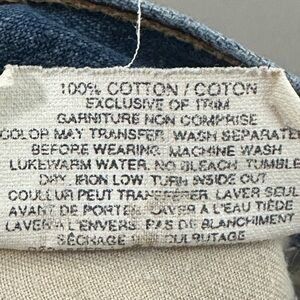 100% COTTON / COTON
EXCLUSIVE OF TRIM
GARNITURE NON COMPRISE
COLOR MAY TRANSFER WASH SEPARATE
BEFORE WEARING. MACHINE WASH
LUKEWARM WATER. NO BLEACH. TUMBLE
DRY. IRON LOW. TURN INSIDE OUT
COULEUR PEUT TRANSFERER LAVER SEUL
AVANT DE PORTER. LAVER A L'EAU TIÈDE
LAVER A L'ENVERS. PAS DE BLANCHIMENT
SÉCHAGE CULBUTAGE